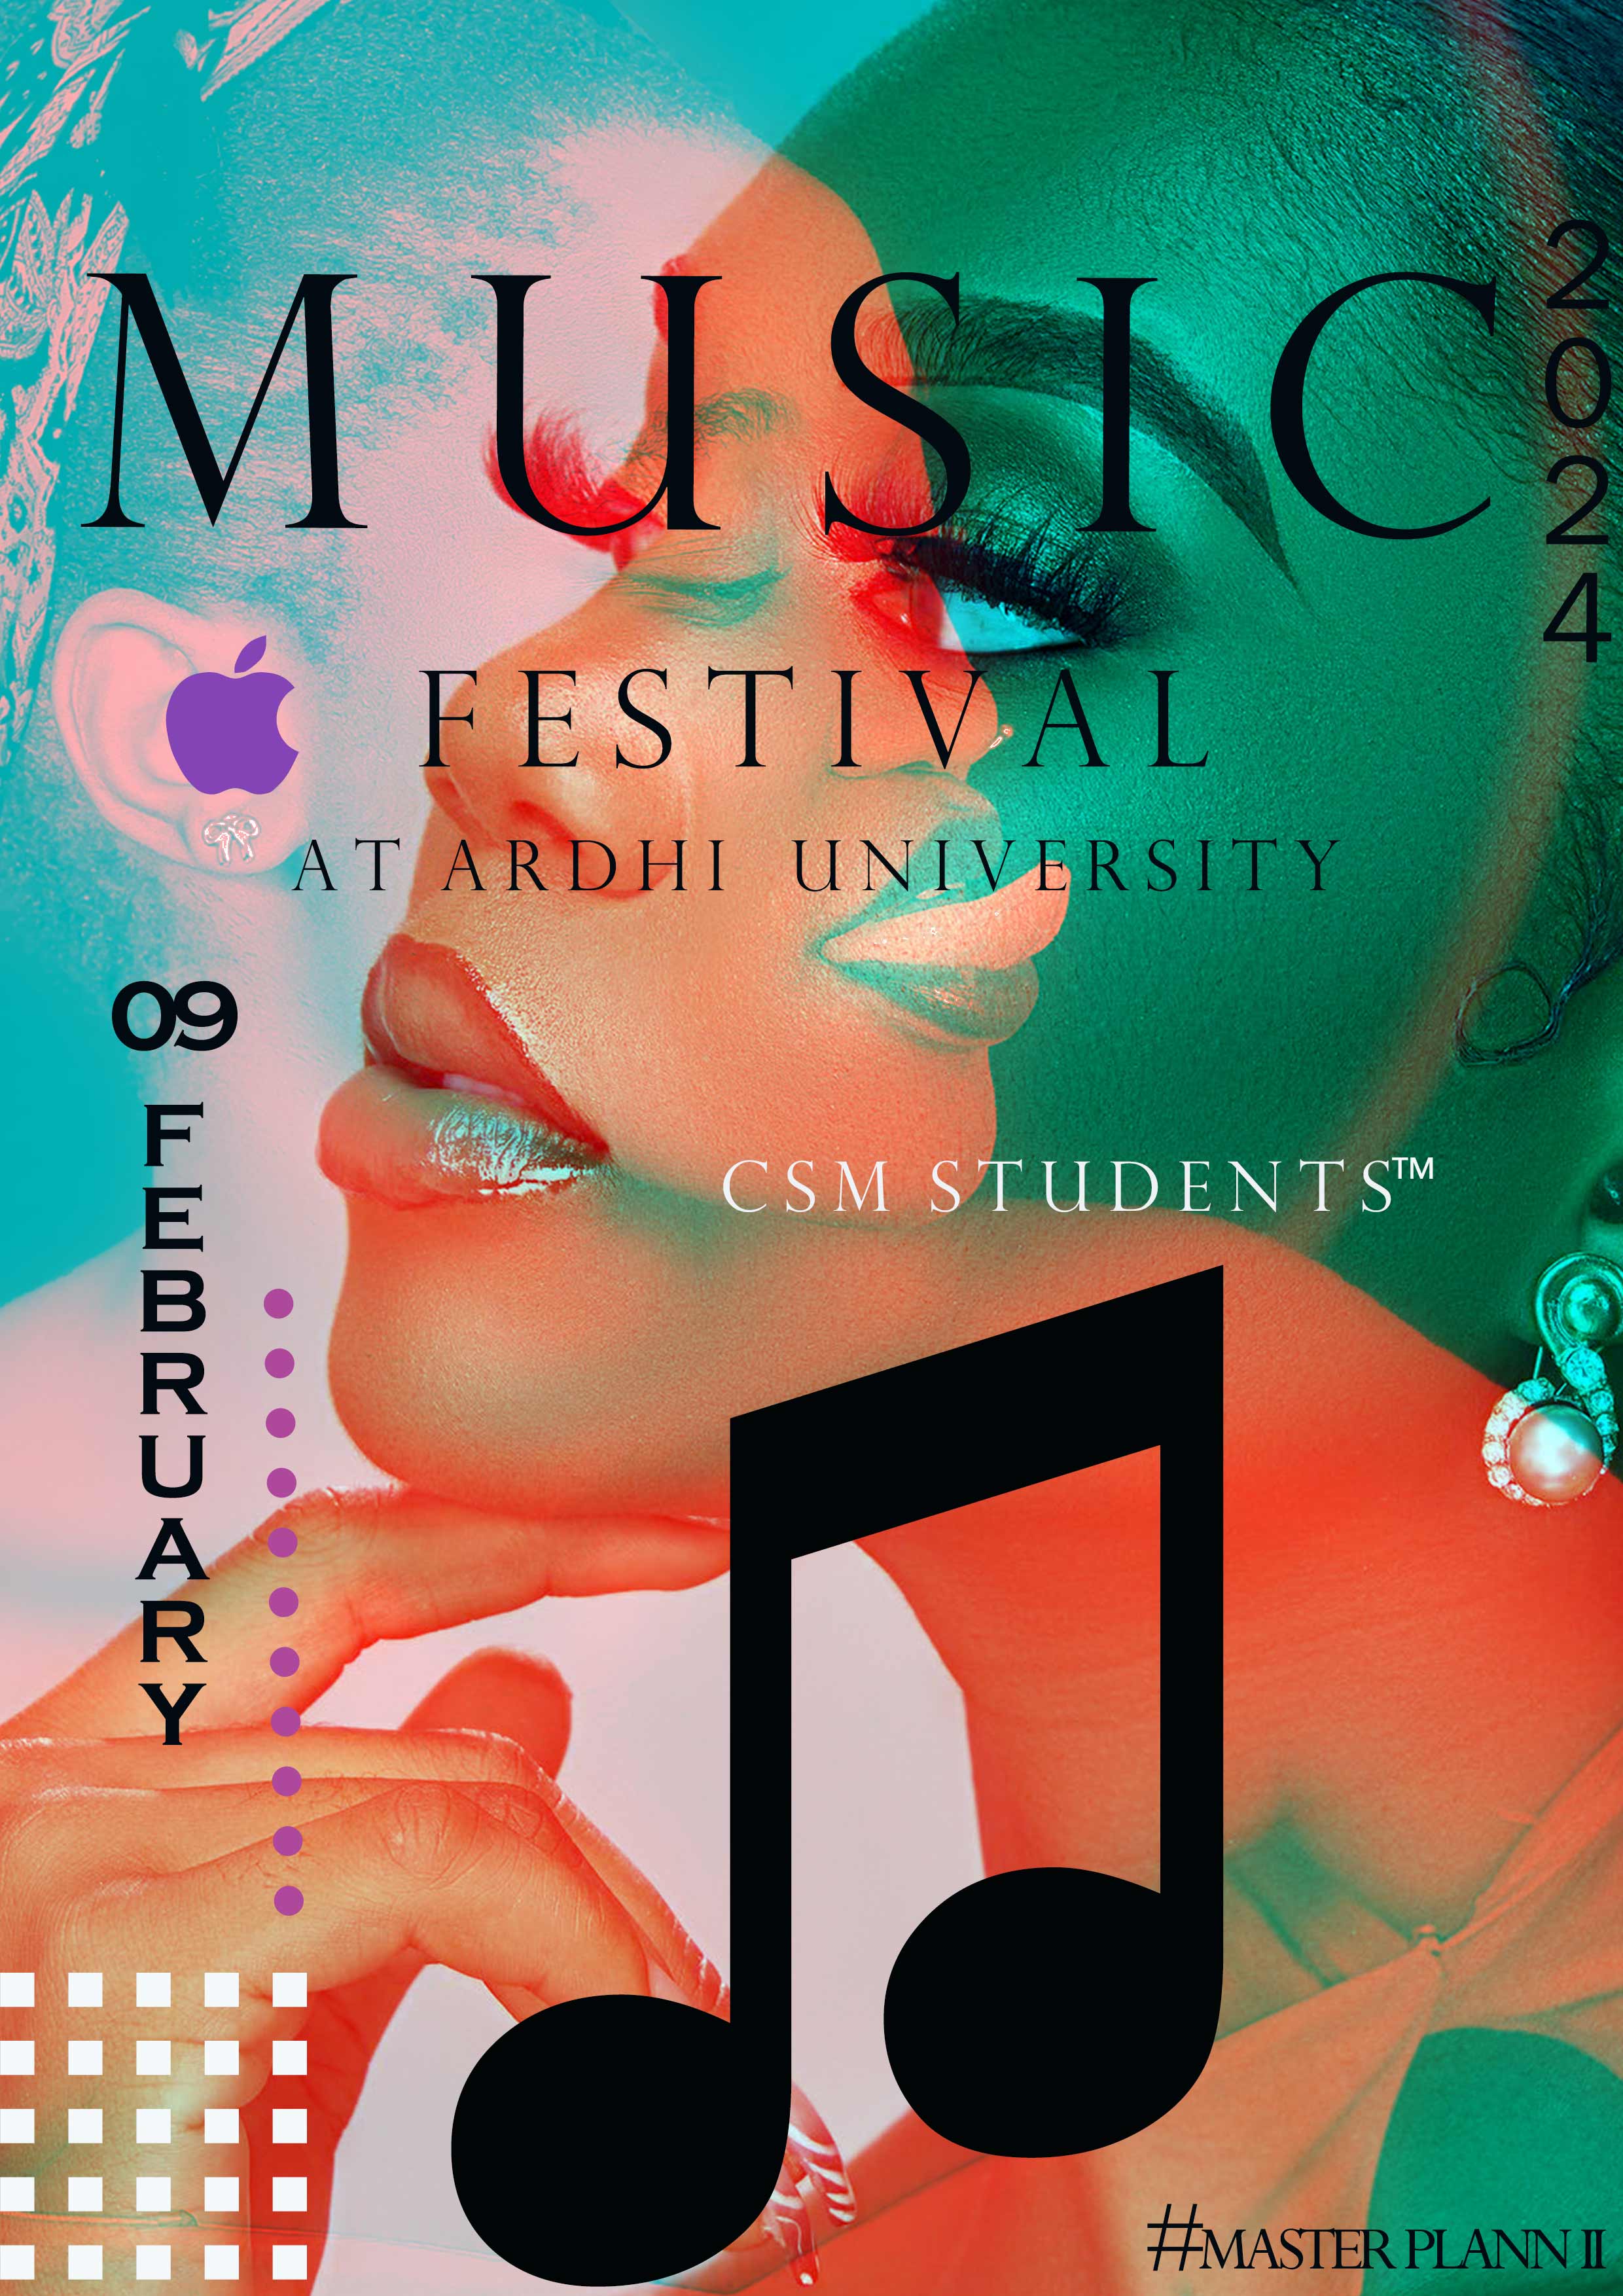 MUSIC
2024
FESTIVAL
AT ARDHI UNIVERSITY
09
FEBRUARY
CSM STUDENTS™
#MASTER PLANN II